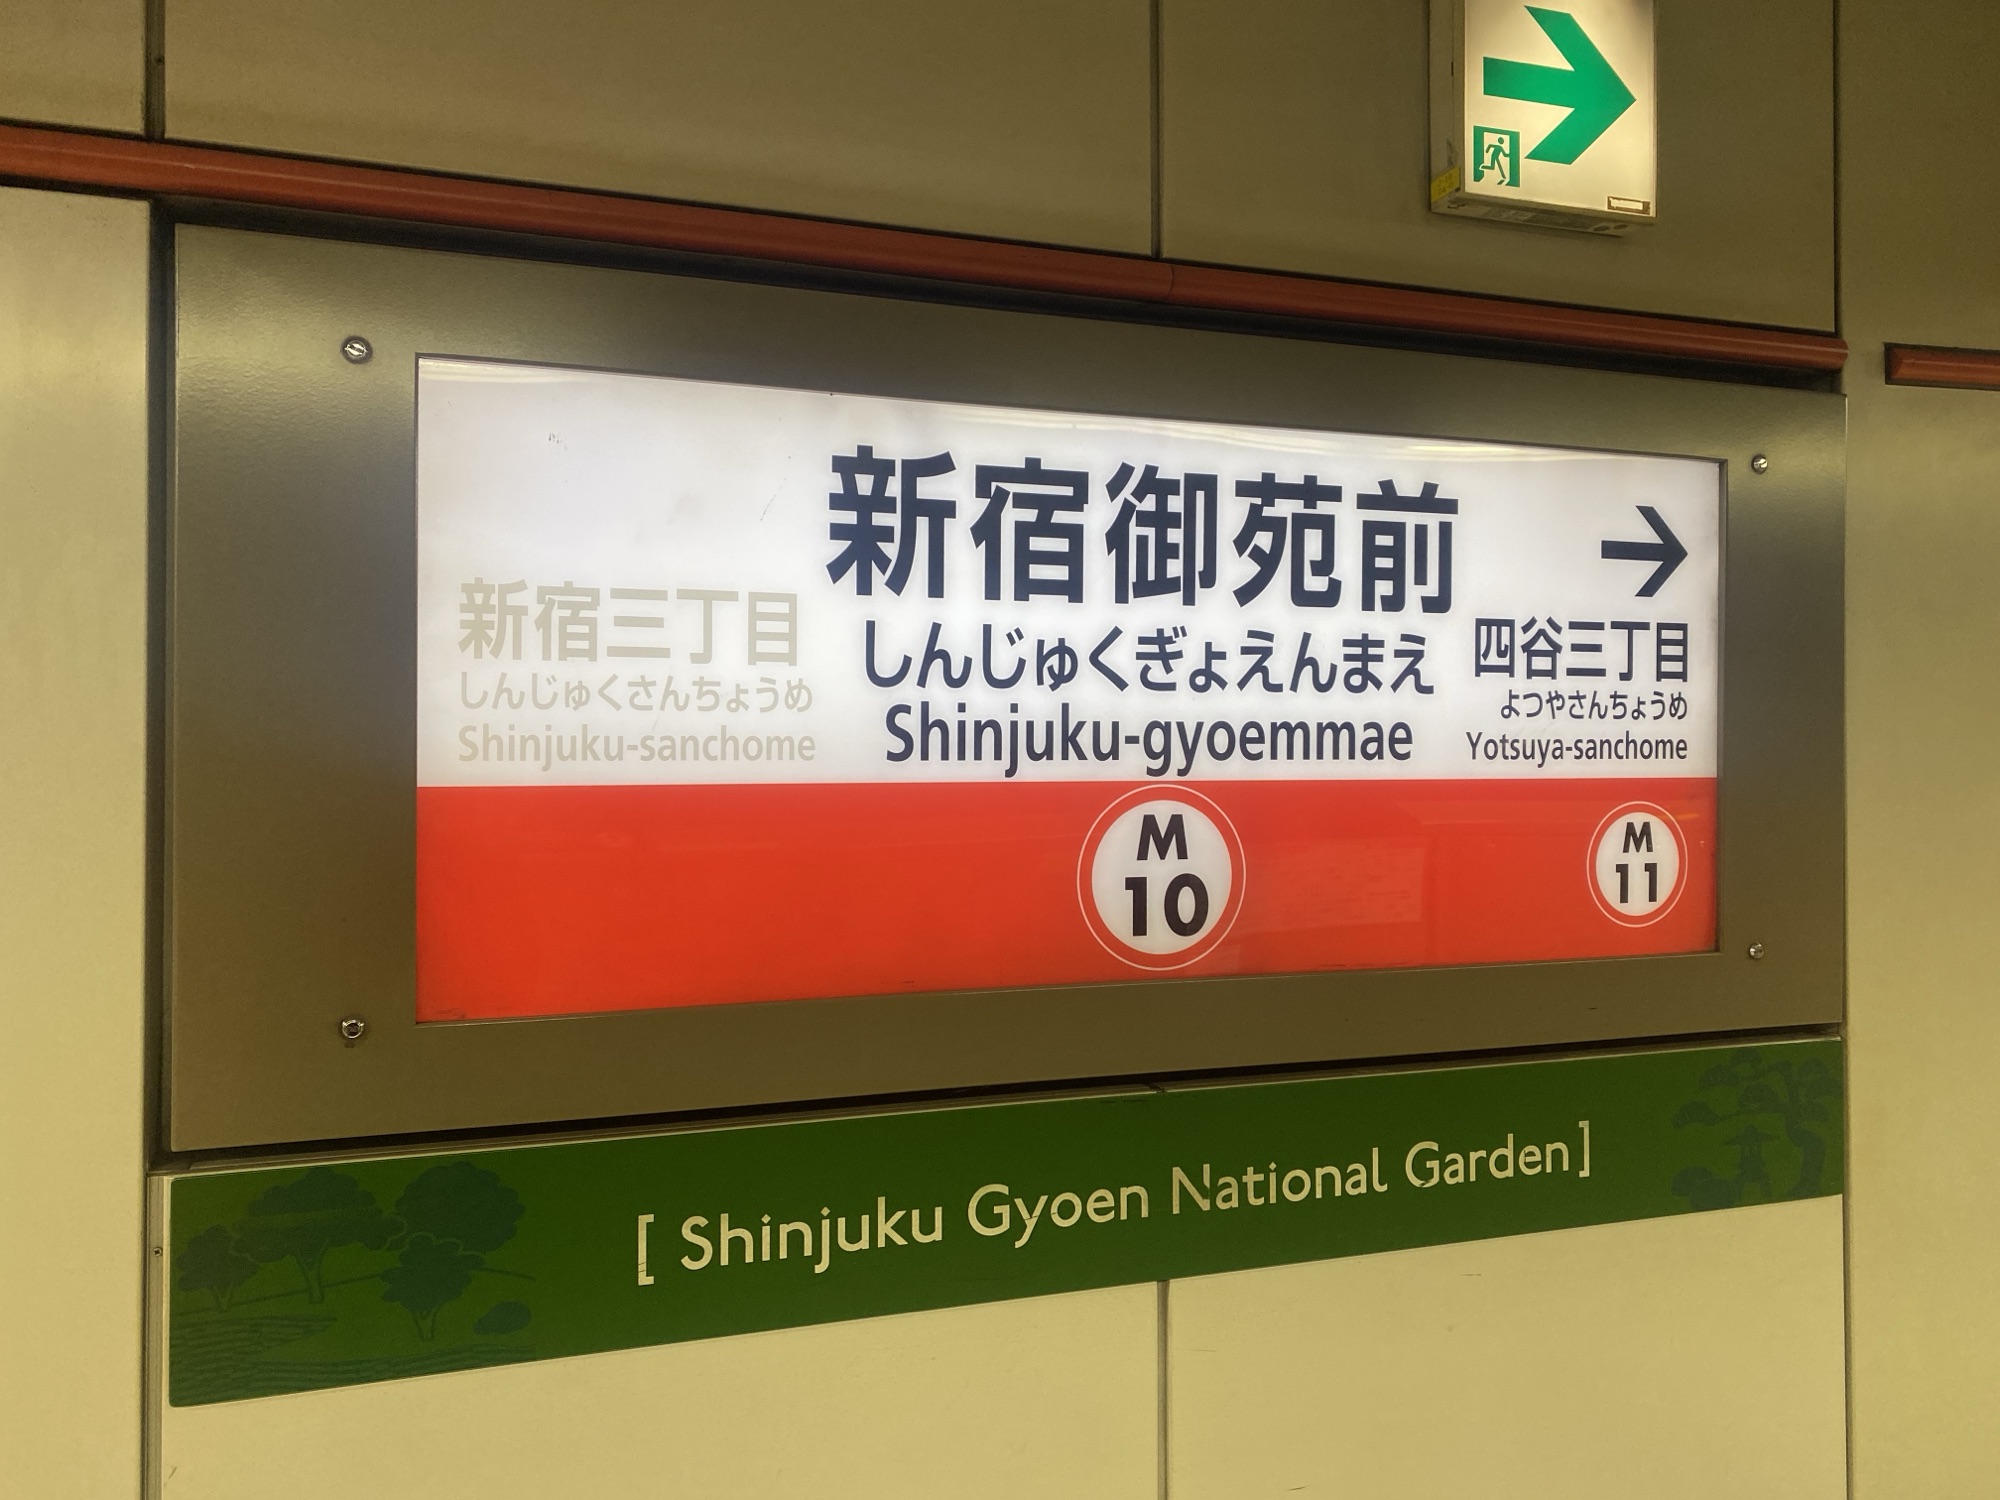 新宿御苑前
しんじゅくぎょえんまえ
Shinjuku-gyoemmae
新宿三丁目
しんじゅくさんちょうめ
Shinjuku-sanchome
→
四谷三丁目
よつやさんちょうめ
Yotsuya-sanchome
M
10
M
11
[ Shinjuku Gyoen National Garden ]